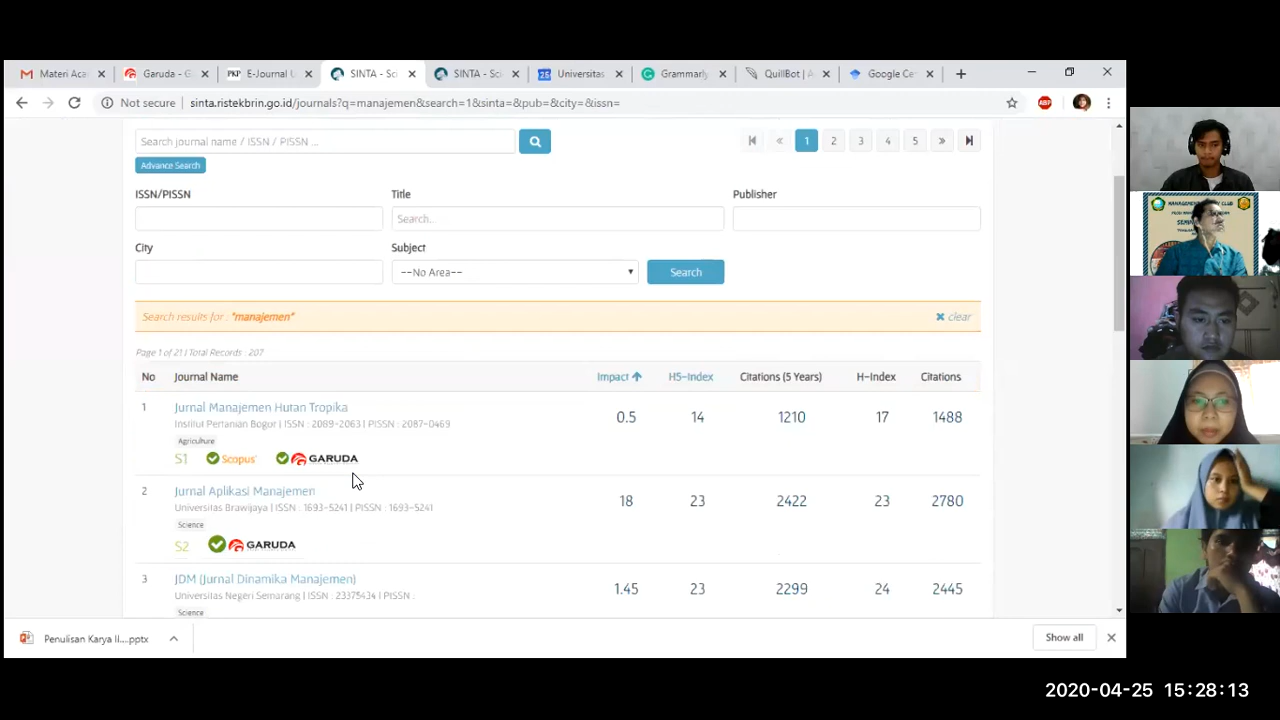 Materi Aca
Garuda - G
E-Journal U
SINTA - Sci
SINTA - Sci
Universitas
Grammarly
QuillBot | A
Google Ce
Not secure | sinta.ristekbrin.go.id/journals?q=manajemen&search=1&sinta=&pub=&city=&issn=
ABP
Search journal name / ISSN / PISSN ...
1 2 3 4 5
Advance Search
ISSN/PISSN Title Publisher
Search..
City Subject
--No Area-- Search
Search results for : "manajemen" clear
Page 1 of 21 | Total Records : 207
No Journal Name Impact H5-Index Citations (5 Years) H-Index Citations
1 Jurnal Manajemen Hutan Tropika 0.5 14 1210 17 1488
Institut Pertanian Bogor | ISSN : 2089-2063 | PISSN : 2087-0469
Agriculture
S1 Scopus GARUDA
2 Jurnal Aplikasi Manajemen 18 23 2422 23 2780
Universitas Brawijaya | ISSN : 1693-5241 | PISSN : 1693-5241
Science
S2 GARUDA
3 JDM (Jurnal Dinamika Manajemen) 1.45 23 2299 24 2445
Universitas Negeri Semarang | ISSN : 23375434 | PISSN :
Science
Penulisan Karya Il....pptx
Show all
2020-04-25 15:28:13